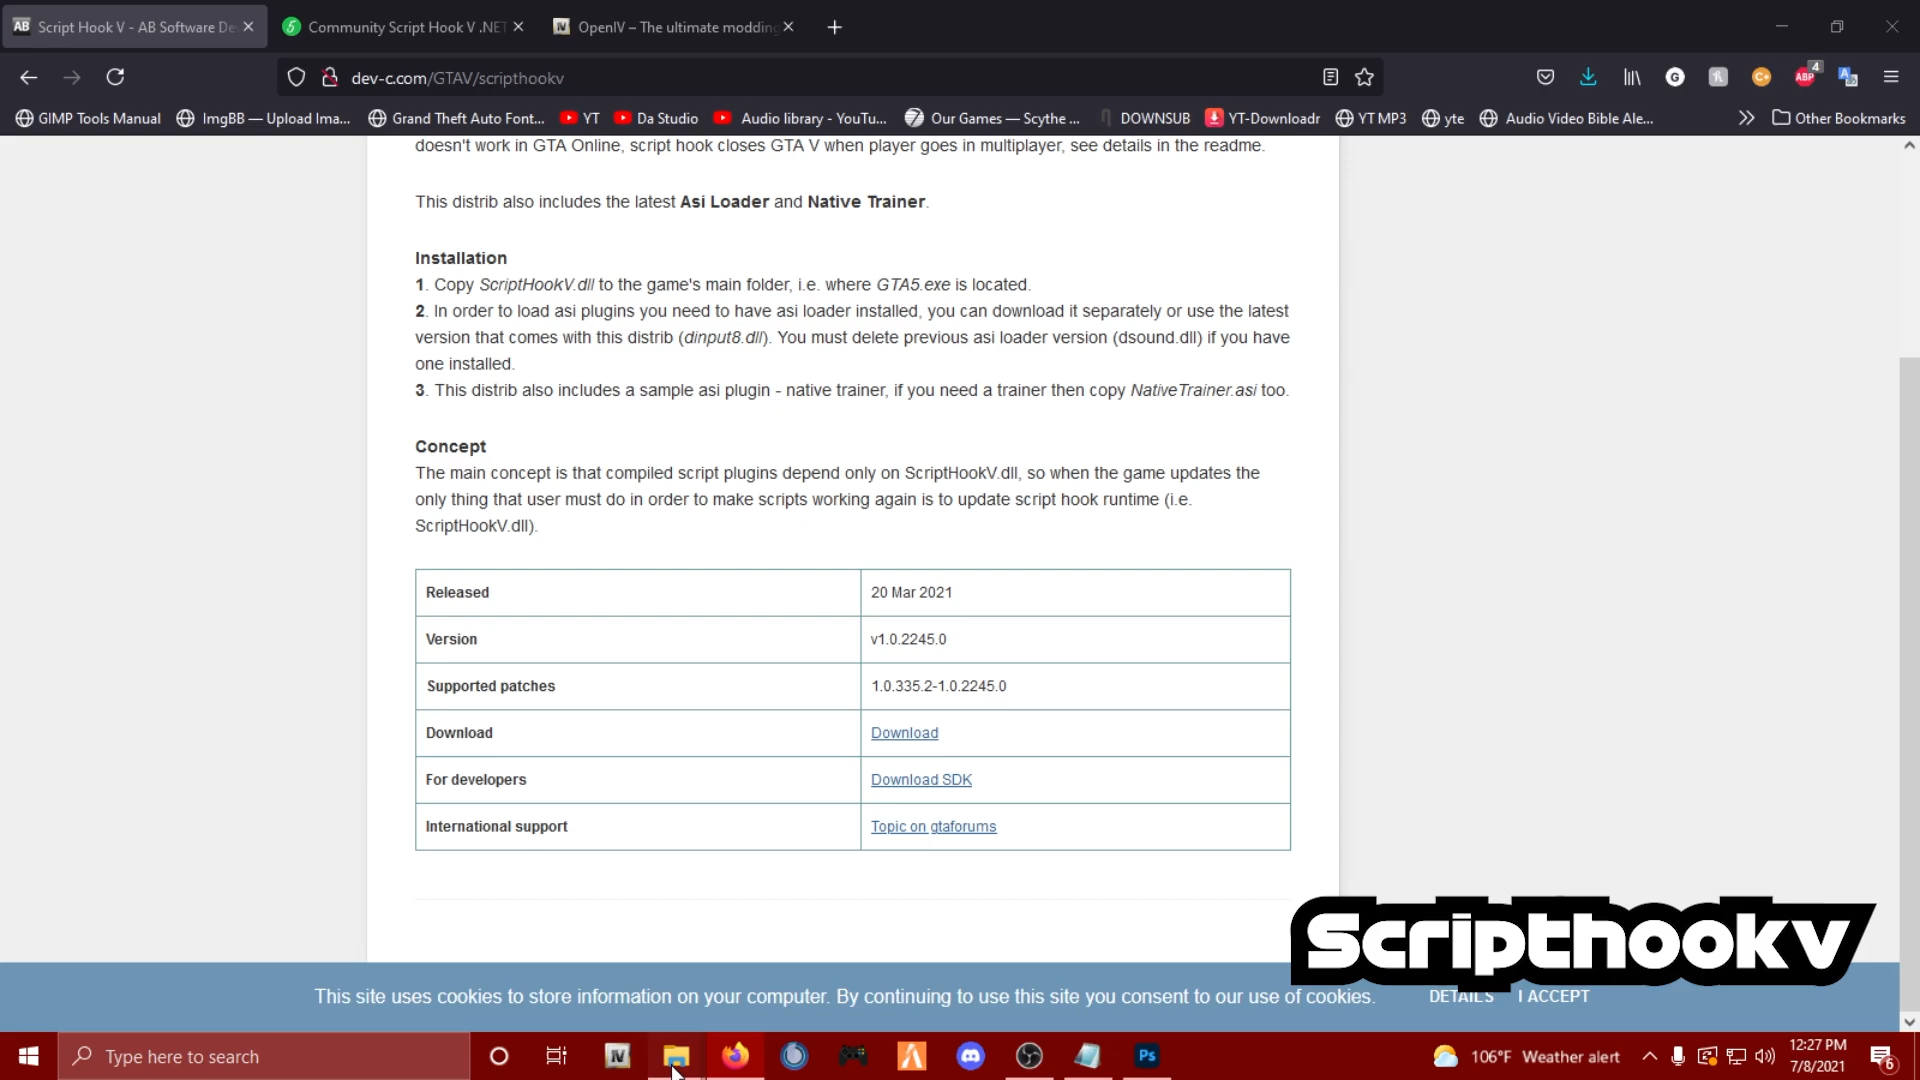 AB Script Hook V - AB Software De
5 Community Script Hook V .NET
IV OpenIV – The ultimate modding
dev-c.com/GTAV/scripthookv
G
ABP 4
GIMP Tools Manual
ImgBB — Upload Ima...
Grand Theft Auto Font...
YT
Da Studio
Audio library - YouTu...
Our Games — Scythe ...
DOWNSUB
YT-Downloadr
YT MP3
yte
Audio Video Bible Ale...
Other Bookmarks
doesn't work in GTA Online, script hook closes GTA V when player goes in multiplayer, see details in the readme.
This distrib also includes the latest Asi Loader and Native Trainer.
Installation
1. Copy ScriptHookV.dll to the game's main folder, i.e. where GTA5.exe is located.
2. In order to load asi plugins you need to have asi loader installed, you can download it separately or use the latest
version that comes with this distrib (dinput8.dll). You must delete previous asi loader version (dsound.dll) if you have
one installed.
3. This distrib also includes a sample asi plugin - native trainer, if you need a trainer then copy NativeTrainer.asi too.
Concept
The main concept is that compiled script plugins depend only on ScriptHookV.dll, so when the game updates the
only thing that user must do in order to make scripts working again is to update script hook runtime (i.e.
ScriptHookV.dll).
Released 20 Mar 2021
Version v1.0.2245.0
Supported patches 1.0.335.2-1.0.2245.0
Download Download
For developers Download SDK
International support Topic on gtaforums
Scripthookv
This site uses cookies to store information on your computer. By continuing to use this site you consent to our use of cookies. DETAILS I ACCEPT
Type here to search
IV
Ps
106°F Weather alert
12:27 PM
7/8/2021
6